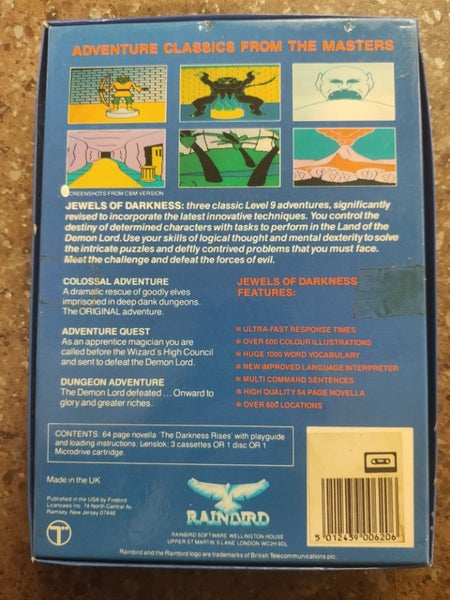 ADVENTURE CLASSICS FROM THE MASTERS
SCREENSHOTS FROM CBM VERSION
JEWELS OF DARKNESS: three classic Level 9 adventures, significantly
revised to incorporate the latest innovative techniques. You control the
destiny of determined characters with tasks to perform in the Land of the
Demon Lord. Use your skills of logical thought and mental dexterity to solve
the intricate puzzles and deftly contrived problems that you must face.
Meet the challenge and defeat the forces of evil.
COLOSSAL ADVENTURE
A dramatic rescue of goodly elves
imprisoned in deep dank dungeons.
The ORIGINAL adventure.
ADVENTURE QUEST
As an apprentice magician you are
called before the Wizard's High Council
and sent to defeat the Demon Lord.
DUNGEON ADVENTURE
The Demon Lord defeated ... Onward to
glory and greater riches.
JEWELS OF DARKNESS
FEATURES:
* ULTRA-FAST RESPONSE TIMES
* OVER 600 COLOUR ILLUSTRATIONS
* HUGE 1000 WORD VOCABULARY
* NEW IMPROVED LANGUAGE INTERPRETER
* MULTI COMMAND SENTENCES
* HIGH QUALITY 64 PAGE NOVELLA
* OVER 600 LOCATIONS
CONTENTS: 64 page novella 'The Darkness Rises' with playguide
and loading instructions: Lenslok: 3 cassettes OR 1 disc OR 1
Microdrive cartridge.
Made in the UK
Published in the USA by Firebird
Licencees Inc. 74 North Central Av
Ramsey, New Jersey 07446
T
RAINBIRD
RAINBIRD SOFTWARE WELLINGTON HOUSE
UPPER ST MARTIN'S LANE LONDON WC2H 9DL
5 012439 006206
Rainbird and the Rainbird logo are trademarks of British Telecommunications plc.